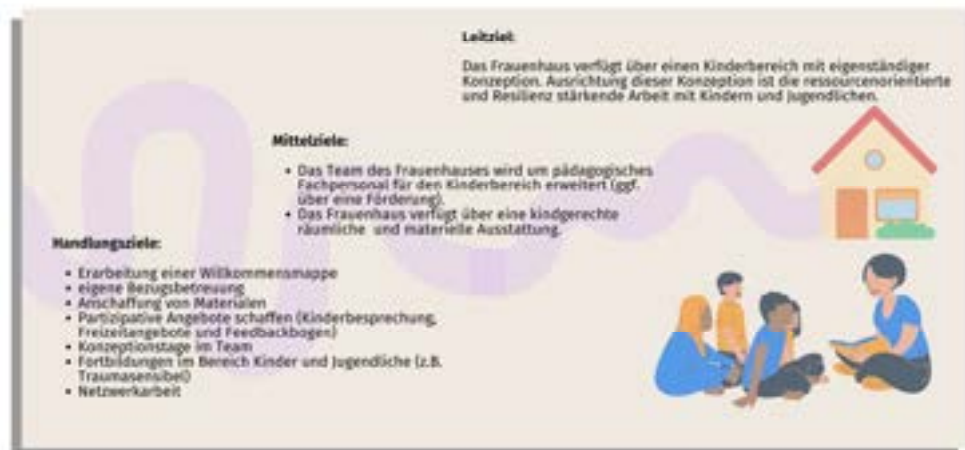 Leitziel:
Das Frauenhaus verfügt über einen Kinderbereich mit eigenständiger
Konzeption. Ausrichtung dieser Konzeption ist die ressourcenorientierte
und Resilienz stärkende Arbeit mit Kindern und Jugendlichen.
Mittelziele:
• Das Team des Frauenhauses wird um pädagogisches
Fachpersonal für den Kinderbereich erweitert (ggf.
über eine Förderung).
• Das Frauenhaus verfügt über eine kindgerechte
räumliche und materielle Ausstattung.
Handlungsziele:
• Erarbeitung einer Willkommensmappe
• eigene Bezugsbetreuung
• Anschaffung von Materialen
• Partizipative Angebote schaffen (Kinderbesprechung,
Freizeitangebote und Feedbackbogen)
• Konzeptionstage im Team
• Fortbildungen im Bereich Kinder und Jugendliche (z.B.
Traumasensibel)
• Netzwerkarbeit